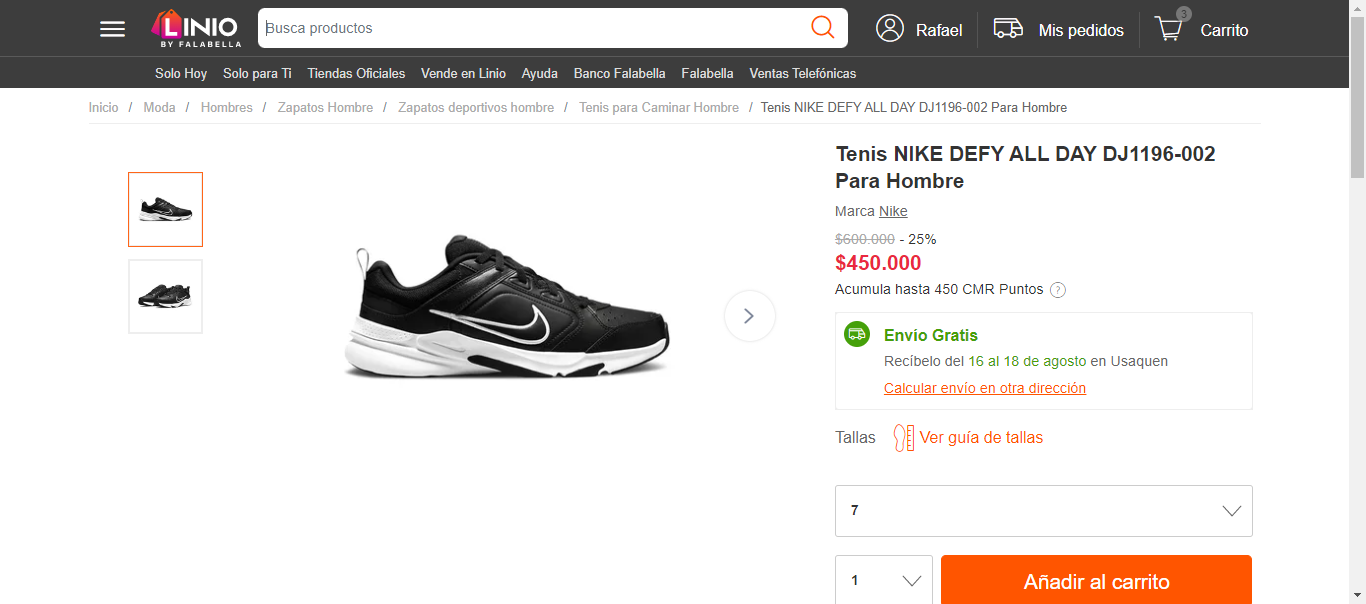 LINIO
BY FALABELLA
Busca productos
Rafael
Mis pedidos
3
Carrito
Solo Hoy
Solo para Ti
Tiendas Oficiales
Vende en Linio
Ayuda
Banco Falabella
Falabella
Ventas Telefónicas
Inicio / Moda / Hombres / Zapatos Hombre / Zapatos deportivos hombre / Tenis para Caminar Hombre / Tenis NIKE DEFY ALL DAY DJ1196-002 Para Hombre
Tenis NIKE DEFY ALL DAY DJ1196-002
Para Hombre
Marca Nike
$600.000 - 25%
$450.000
Acumula hasta 450 CMR Puntos ?
Envío Gratis
Recíbelo del 16 al 18 de agosto en Usaquen
Calcular envío en otra dirección
Tallas
Ver guía de tallas
7
1
Añadir al carrito